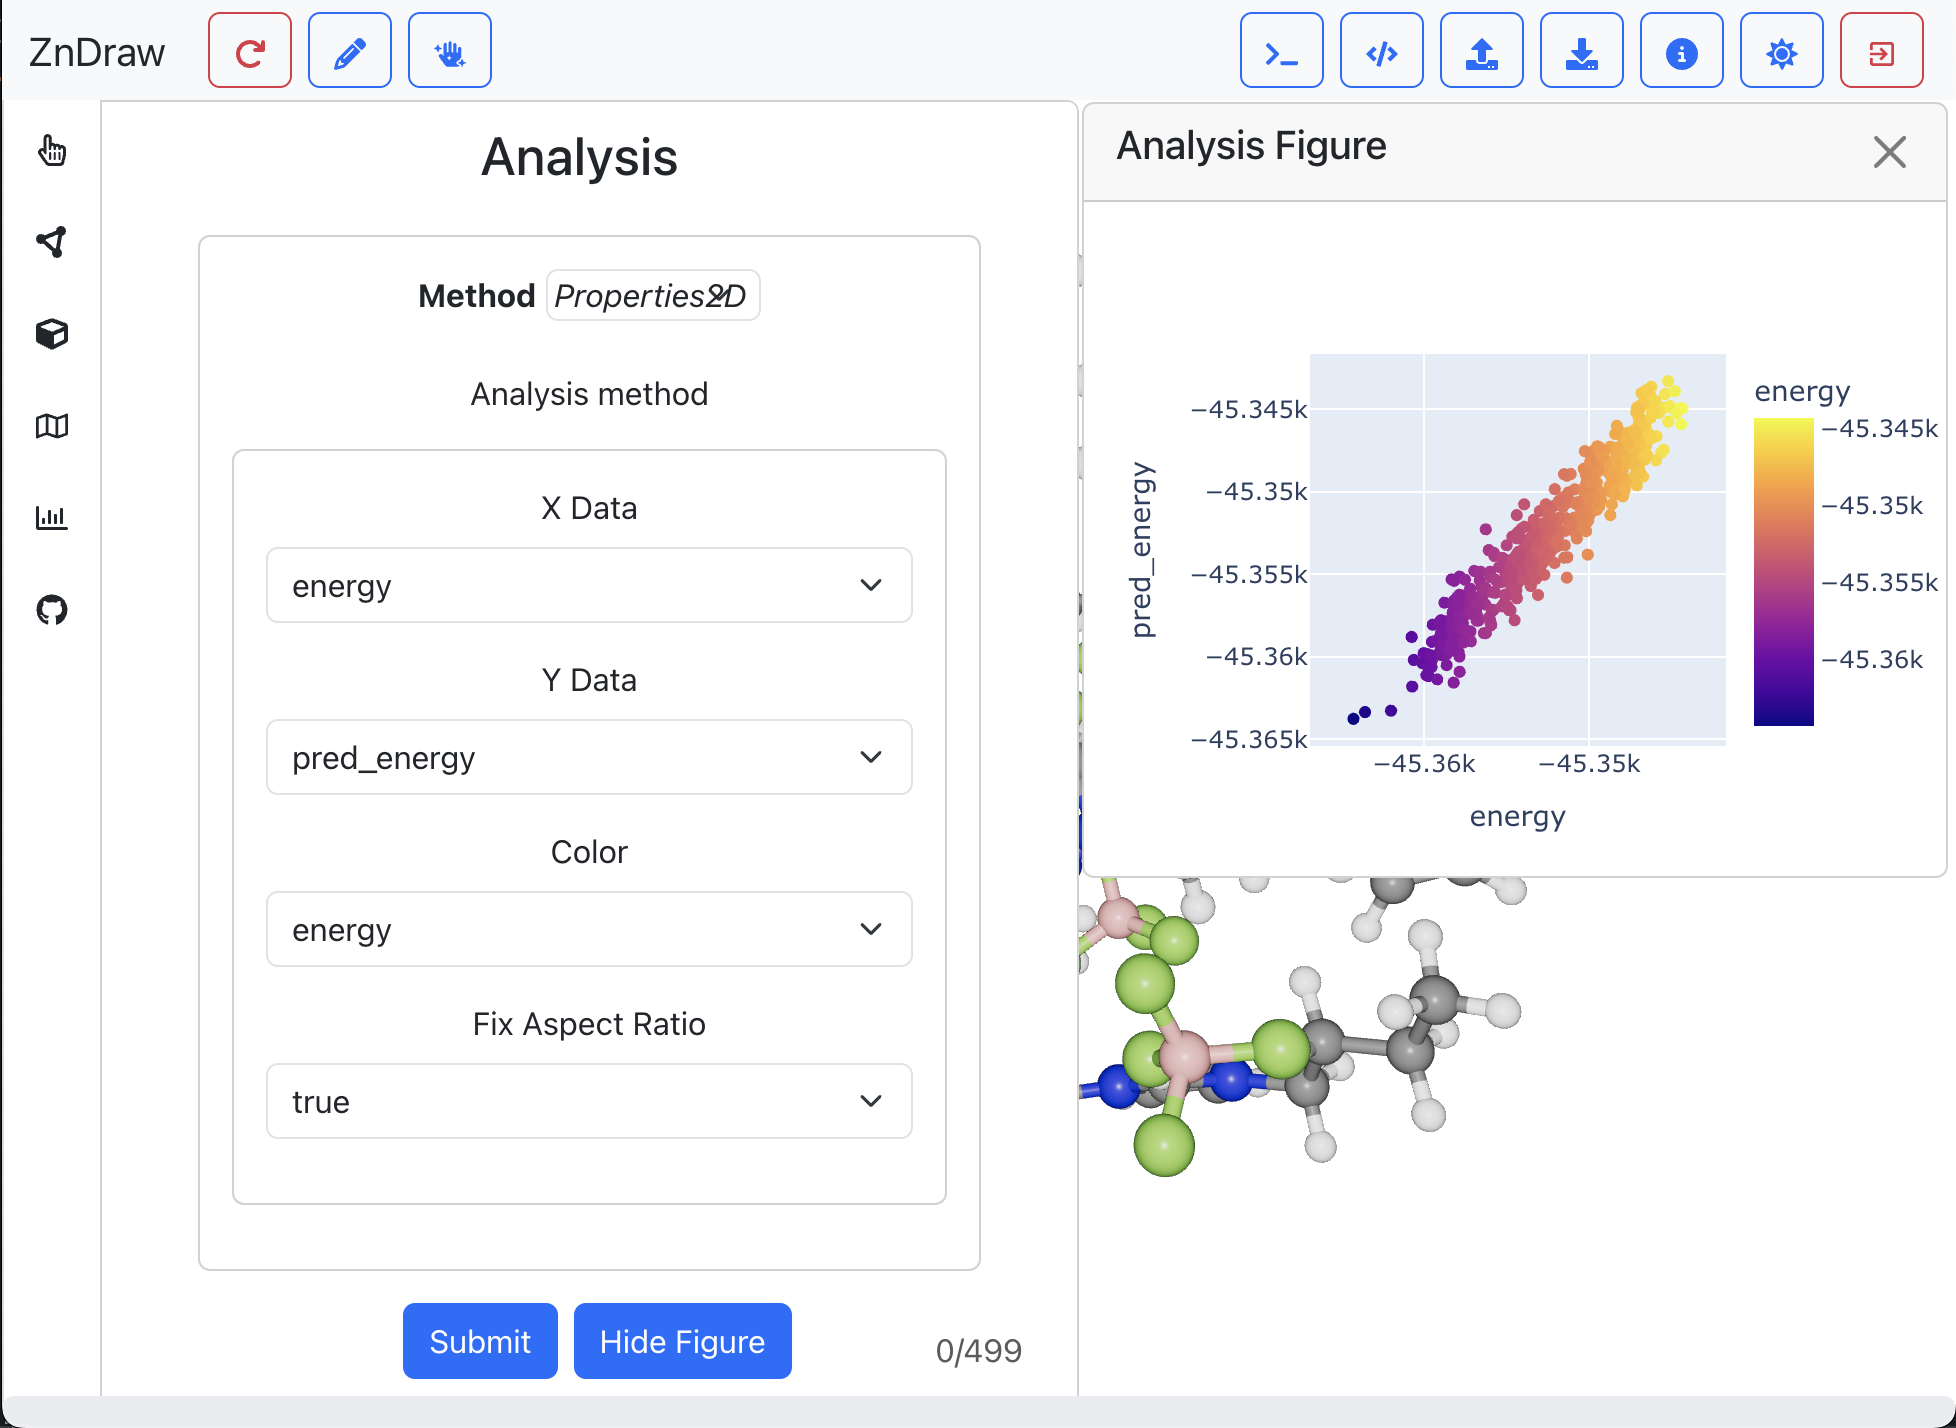 ZnDraw
Analysis
Method Properties2D
Analysis method
X Data
energy
Y Data
pred_energy
Color
energy
Fix Aspect Ratio
true
Submit
Hide Figure
0/499
Analysis Figure
pred_energy
−45.345k
−45.35k
−45.355k
−45.36k
−45.365k
−45.36k
−45.35k
energy
energy
−45.345k
−45.35k
−45.355k
−45.36k